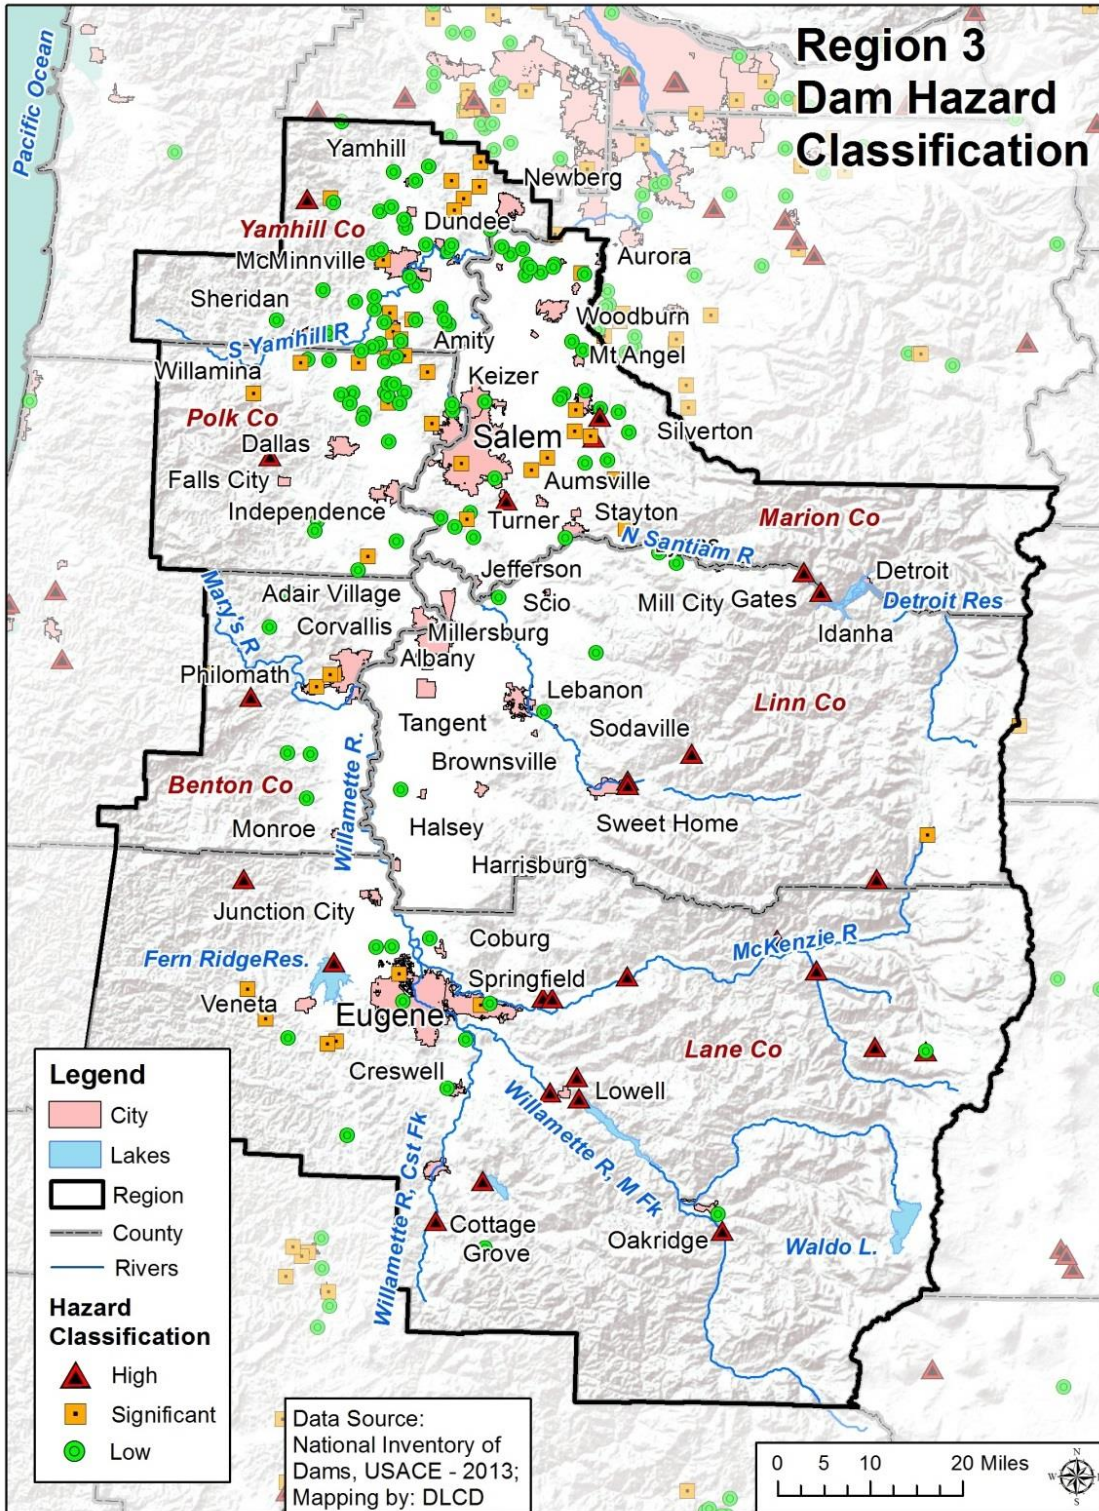 Region 3
Dam Hazard
Classification
Pacific Ocean
Yamhill
Newberg
Yamhill Co
Dundee
McMinnville
Aurora
Sheridan
Woodburn
S Yamhill R
Amity
Mt Angel
Willamina
Keizer
Polk Co
Dallas
Salem
Silverton
Falls City
Aumsville
Independence
Turner
Stayton
Marion Co
N Santiam R
Jefferson
Detroit
Adair Village
Scio
Mill City
Gates
Detroit Res
Mary's R
Corvallis
Millersburg
Idanha
Albany
Philomath
Lebanon
Linn Co
Tangent
Sodaville
Brownsville
Benton Co
Willamette R.
Monroe
Halsey
Sweet Home
Harrisburg
Junction City
Coburg
McKenzie R
Fern RidgeRes.
Springfield
Veneta
Eugene
Lane Co
Creswell
Lowell
Willamette R, Cst Fk
Willamette R, M Fk
Cottage
Grove
Oakridge
Waldo L.
Legend
City
Lakes
Region
County
Rivers
Hazard
Classification
High
Significant
Low
Data Source:
National Inventory of
Dams, USACE - 2013;
Mapping by: DLCD
0 5 10 20 Miles
N
W
S